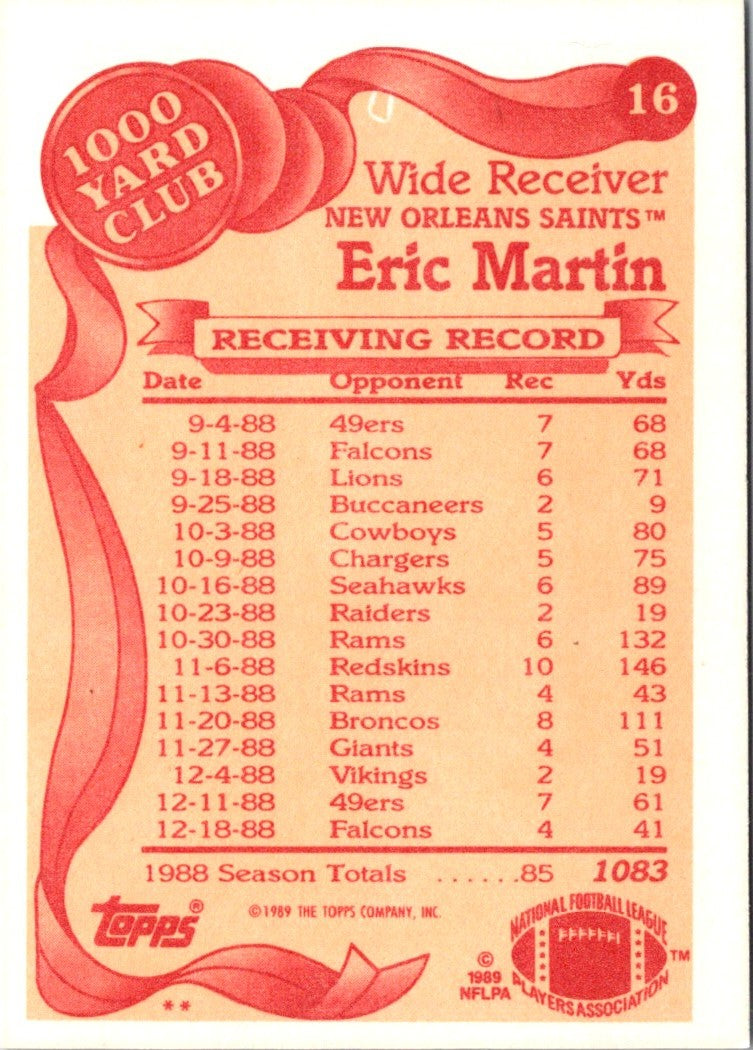 16
1000
YARD
CLUB
Wide Receiver
NEW ORLEANS SAINTS™
Eric Martin
RECEIVING RECORD
Date Opponent Rec Yds
9-4-88 49ers 7 68
9-11-88 Falcons 7 68
9-18-88 Lions 6 71
9-25-88 Buccaneers 2 9
10-3-88 Cowboys 5 80
10-9-88 Chargers 5 75
10-16-88 Seahawks 6 89
10-23-88 Raiders 2 19
10-30-88 Rams 6 132
11-6-88 Redskins 10 146
11-13-88 Rams 4 43
11-20-88 Broncos 8 111
11-27-88 Giants 4 51
12-4-88 Vikings 2 19
12-11-88 49ers 7 61
12-18-88 Falcons 4 41
1988 Season Totals ......85 1083
topps®
©1989 THE TOPPS COMPANY, INC.
**
©
1989
NFLPA
NATIONAL FOOTBALL LEAGUE
PLAYERS ASSOCIATION
™